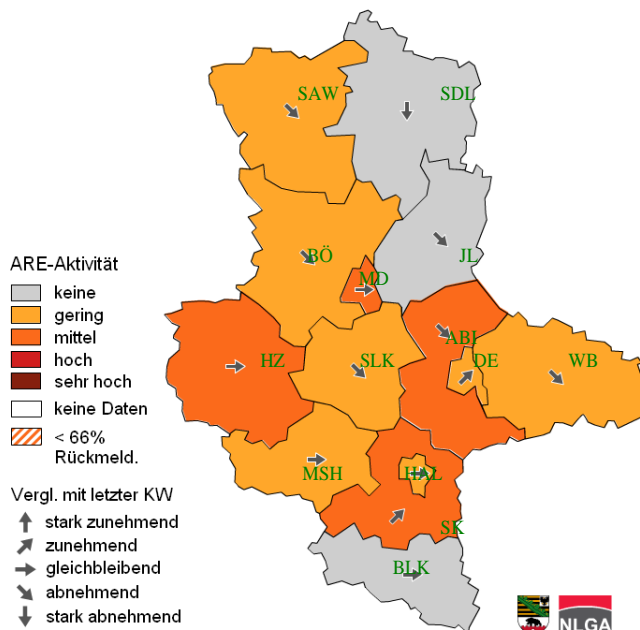 SAW
SDL
BÖ
JL
MD
ABI
HZ
SLK
DE
WB
MSH
HAL
SK
BLK
ARE-Aktivität
keine
gering
mittel
hoch
sehr hoch
keine Daten
< 66%
Rückmeld.
Vergl. mit letzter KW
stark zunehmend
zunehmend
gleichbleibend
abnehmend
stark abnehmend
NLGA